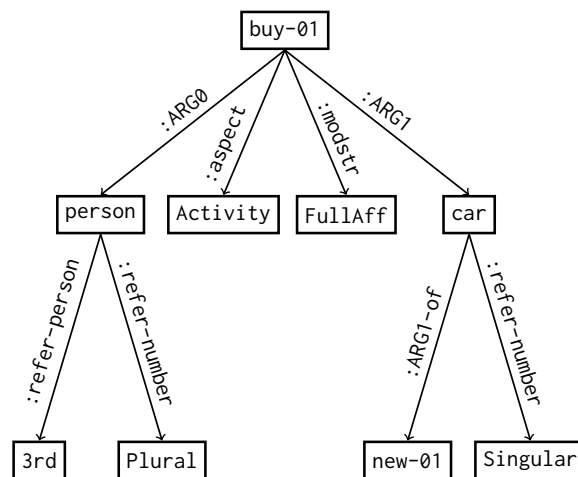 buy-01
:ARG0
:aspect
:modstr
:ARG1
person
Activity
FullAff
car
:refer-person
:refer-number
:ARG1-of
:refer-number
3rd
Plural
new-01
Singular